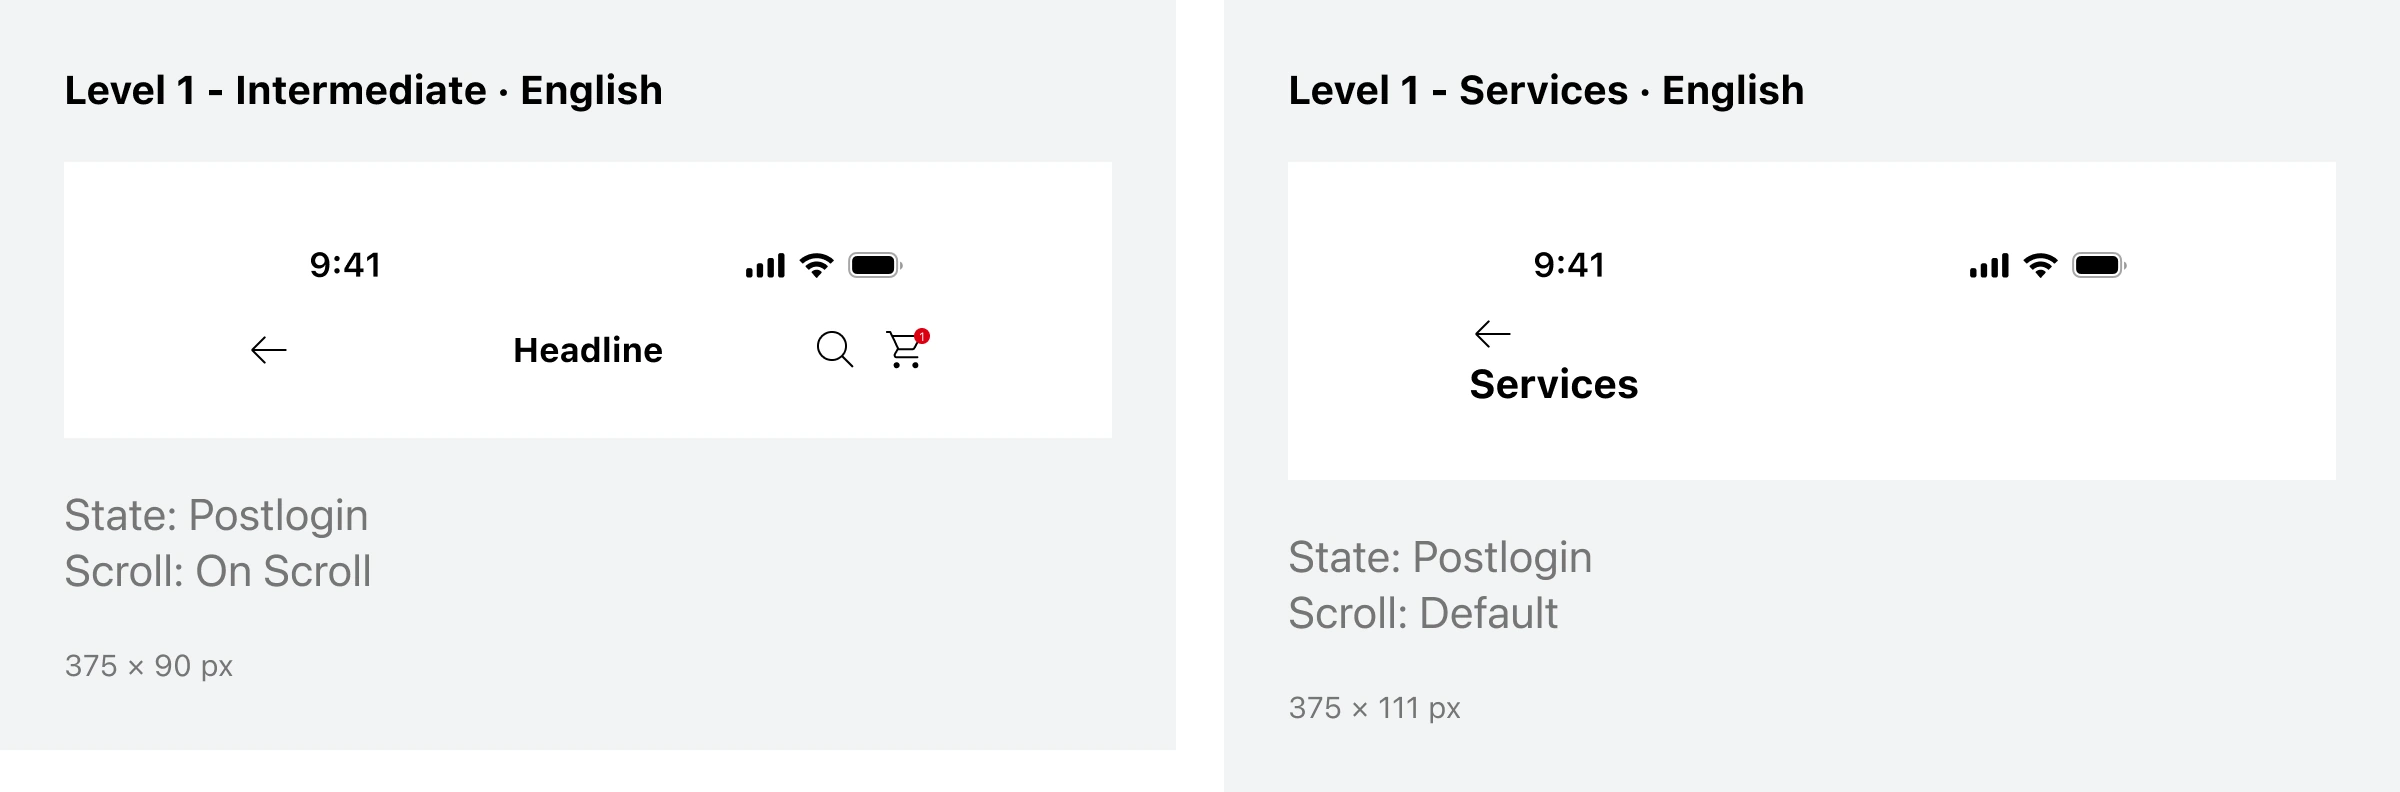 Level 1 - Intermediate · English
9:41
Headline
1
State: Postlogin
Scroll: On Scroll
375 × 90 px
Level 1 - Services · English
9:41
Services
State: Postlogin
Scroll: Default
375 × 111 px